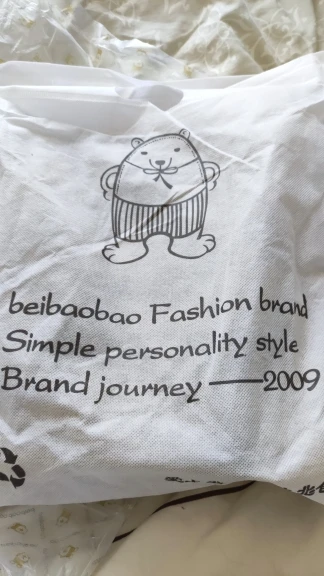 beibaobao Fashion brand
Simple personality style
Brand journey——2009